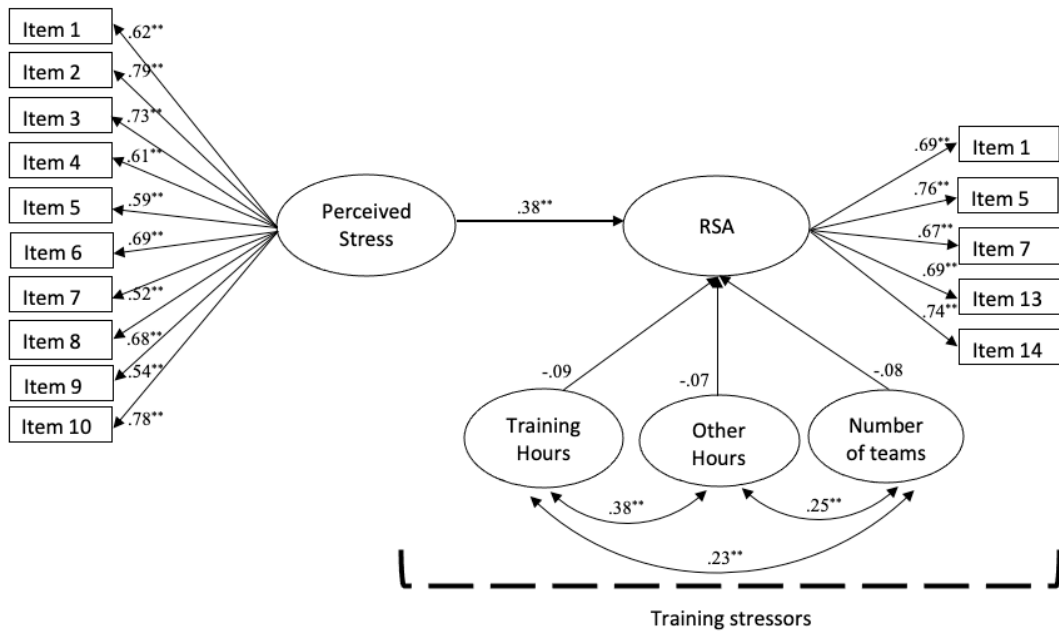 Item 1
.62**
Item 2
.79**
Item 3
.73**
Item 4
.61**
Item 5
.59**
Item 6
.69**
Item 7
.52**
Item 8
.68**
Item 9
.54**
Item 10
.78**
Perceived
Stress
.38**
RSA
.69**
Item 1
.76**
Item 5
.67**
Item 7
.69**
Item 13
.74**
Item 14
-.09
-.07
-.08
Training
Hours
Other
Hours
Number
of teams
.38**
.25**
.23**
Training stressors